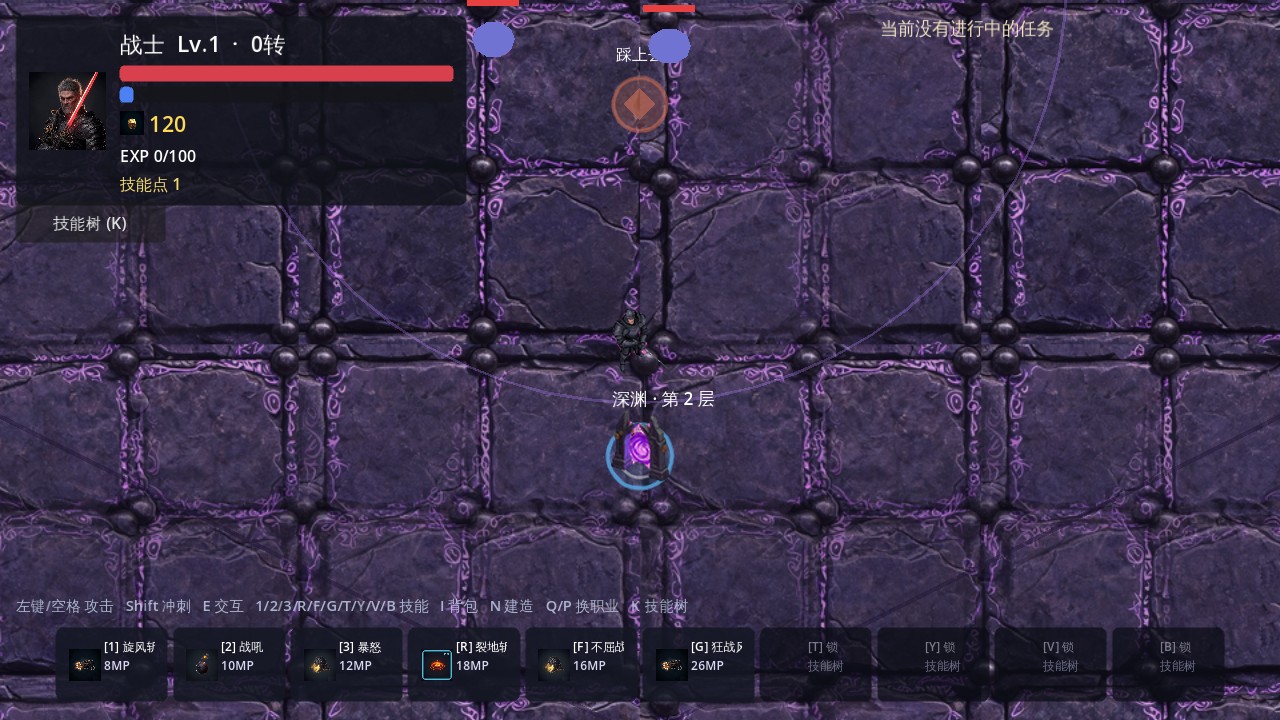 战士 Lv.1 · 0转
120
EXP 0/100
技能点 1
技能树 (K)
踩上
当前没有进行中的任务
深渊 · 第 2 层
左键/空格 攻击 Shift 冲刺 E 交互 1/2/3/R/F/G/T/Y/V/B 技能 I 背包 N 建造 Q/P 换职业 K 技能树
[1] 旋风
8MP
[2] 战吼
10MP
[3] 暴怒
12MP
[R] 裂地
18MP
[F] 不屈战
16MP
[G] 狂战
26MP
[T] 锁
技能树
[Y] 锁
技能树
[V] 锁
技能树
[B] 锁
技能树